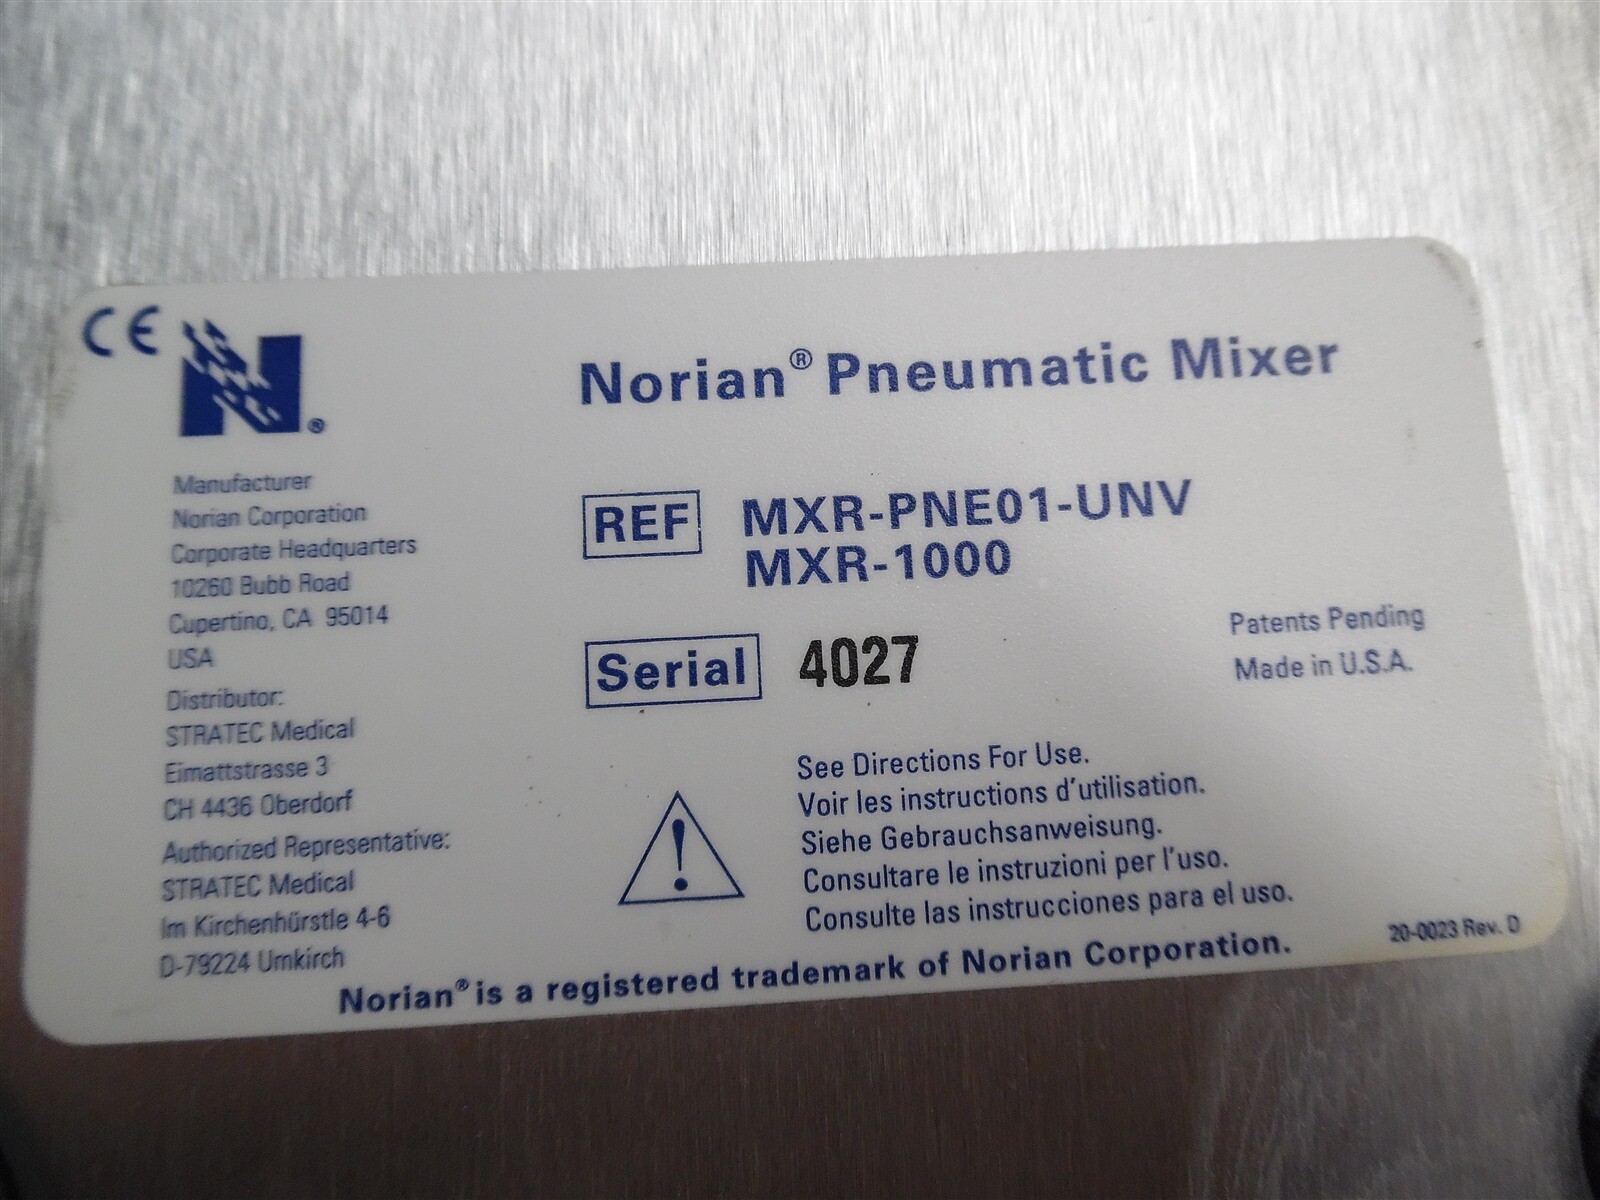 CE
N®
Norian® Pneumatic Mixer
Manufacturer
Norian Corporation
Corporate Headquarters
10260 Bubb Road
Cupertino, CA 95014
USA
Distributor:
STRATEC Medical
Eimattstrasse 3
CH 4436 Oberdorf
Authorized Representative:
STRATEC Medical
Im Kirchenhürstle 4-6
D-79224 Umkirch
REF MXR-PNE01-UNV
MXR-1000
Serial 4027
Patents Pending
Made in U.S.A.
!
See Directions For Use.
Voir les instructions d'utilisation.
Siehe Gebrauchsanweisung.
Consultare le instruzioni per l'uso.
Consulte las instrucciones para el uso.
20-0023 Rev. D
Norian® is a registered trademark of Norian Corporation.